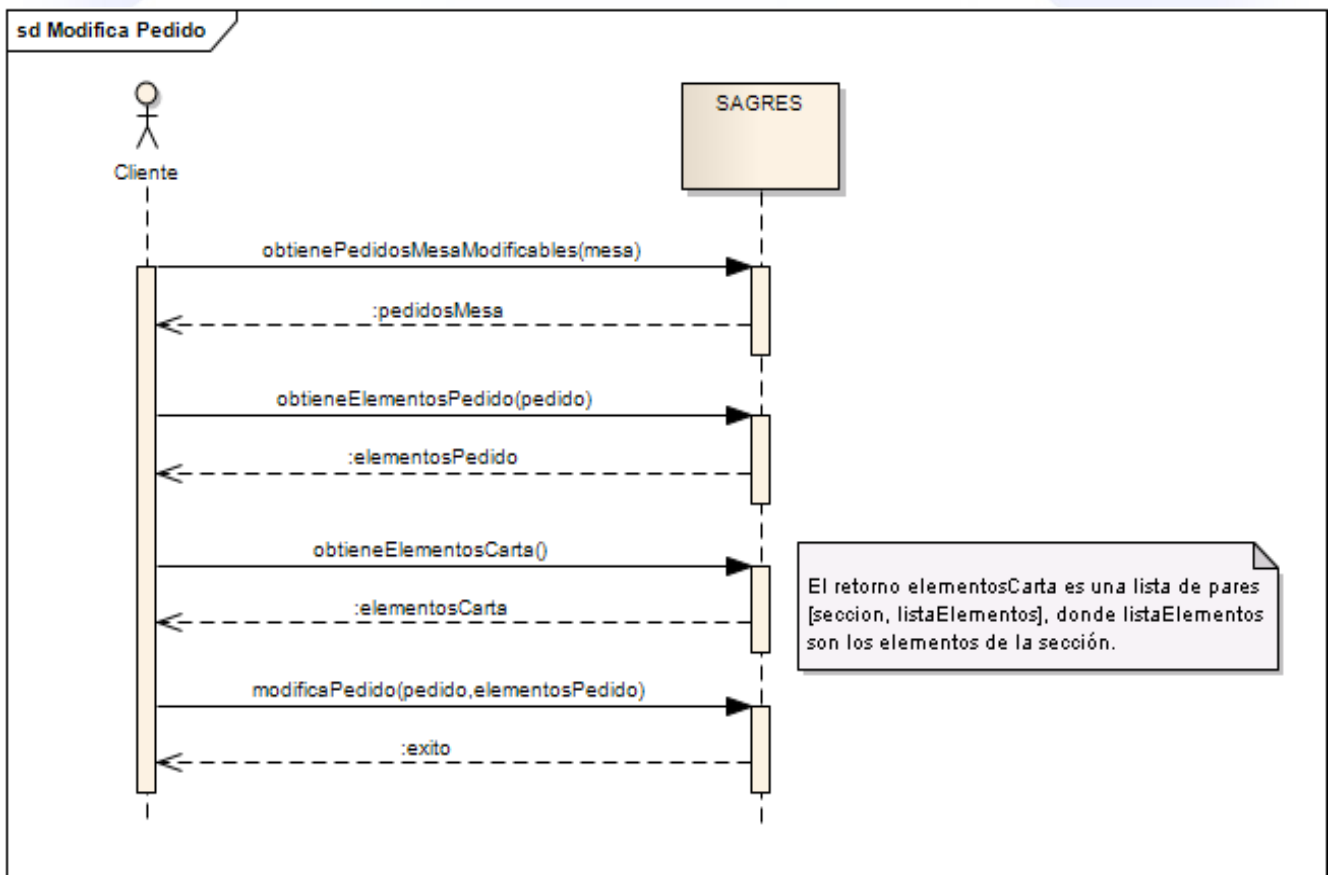 sd Modifica Pedido
Cliente
SAGRES
obtienePedidosMesaModificables(mesa)
:pedidosMesa
obtieneElementosPedido(pedido)
:elementosPedido
obtieneElementosCarta()
:elementosCarta
El retorno elementosCarta es una lista de pares
[seccion, listaElementos], donde listaElementos
son los elementos de la sección.
modificaPedido(pedido,elementosPedido)
:exito